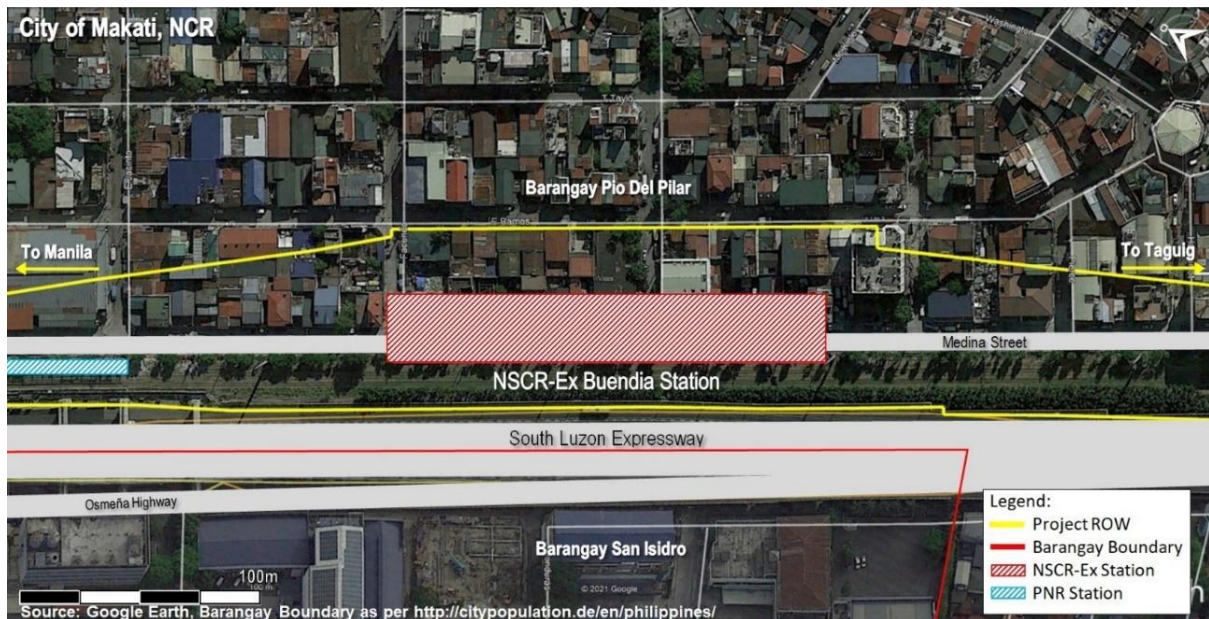 City of Makati, NCR
Washington
Barangay Pio Del Pilar
E. Ramos
To Manila
To Taguig
Medina Street
NSCR-Ex Buendia Station
South Luzon Expressway
Osmeña Highway
Barangay San Isidro
100m
© 2021 Google
Legend:
Project ROW
Barangay Boundary
NSCR-Ex Station
PNR Station
Source: Google Earth, Barangay Boundary as per http://citypopulation.de/en/philippines/